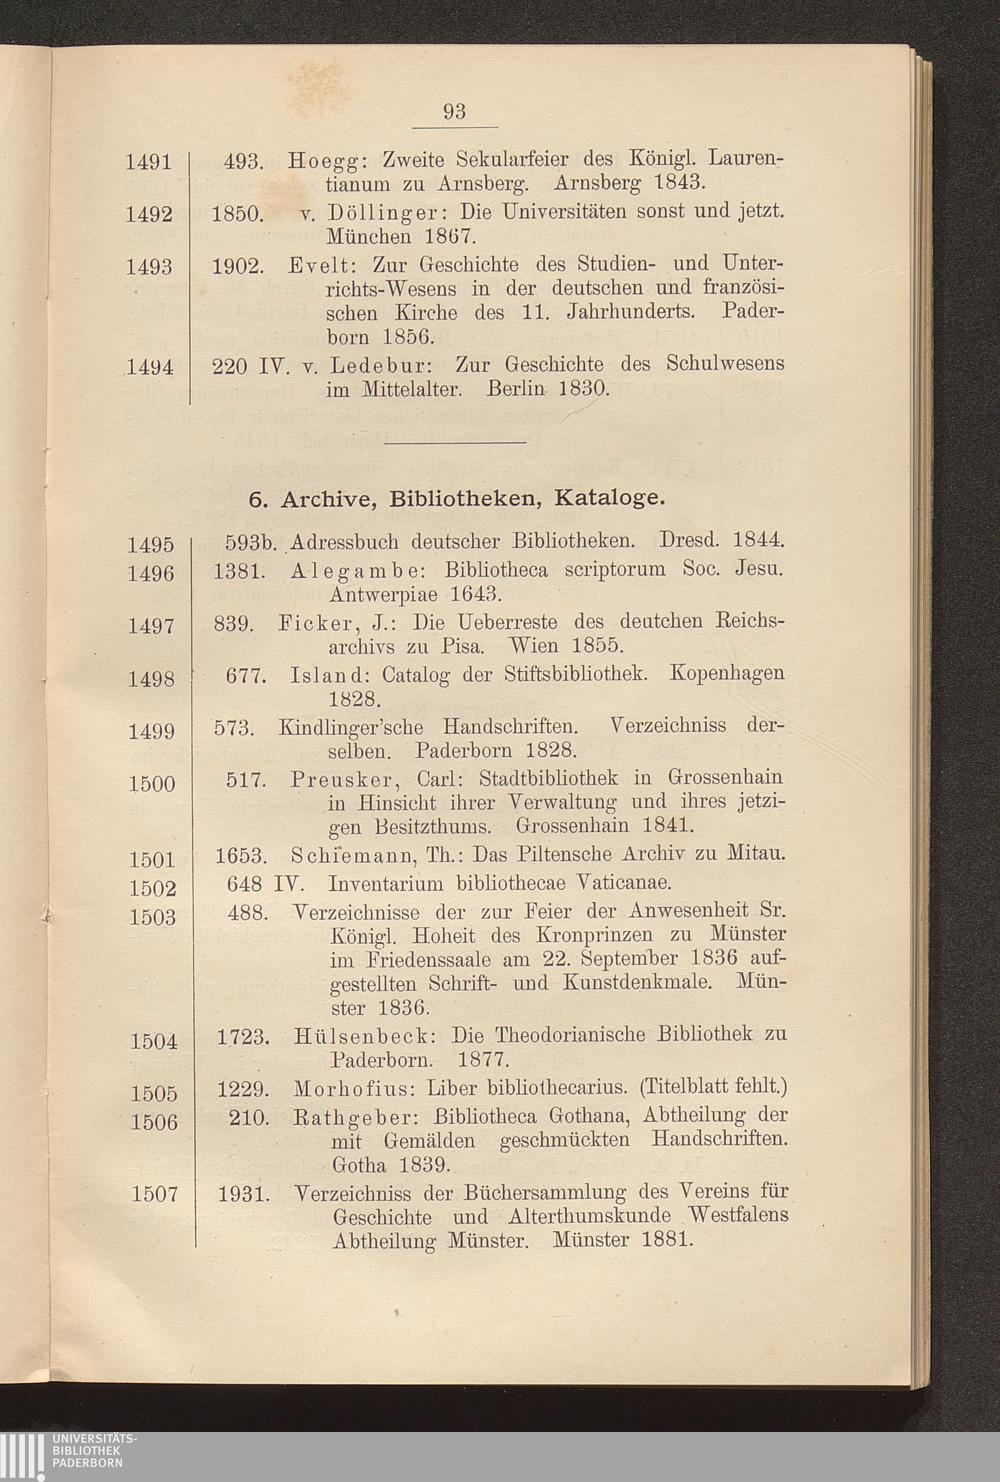 93
1491 493. Hoegg: Zweite Sekularfeier des Königl. Lauren-
tianum zu Arnsberg. Arnsberg 1843.
1492 1850. v. Döllinger: Die Universitäten sonst und jetzt.
München 1867.
1493 1902. Evelt: Zur Geschichte des Studien- und Unter-
richts-Wesens in der deutschen und französi-
schen Kirche des 11. Jahrhunderts. Pader-
born 1856.
1494 220 IV. v. Ledebur: Zur Geschichte des Schulwesens
im Mittelalter. Berlin 1830.
6. Archive, Bibliotheken, Kataloge.
1495 593b. Adressbuch deutscher Bibliotheken. Dresd. 1844.
1496 1381. Alegambe: Bibliotheca scriptorum Soc. Jesu.
Antwerpiae 1643.
1497 839. Ficker, J.: Die Ueberreste des deutchen Reichs-
archivs zu Pisa. Wien 1855.
1498 677. Island: Catalog der Stiftsbibliothek. Kopenhagen
1828.
1499 573. Kindlinger'sche Handschriften. Verzeichniss der-
selben. Paderborn 1828.
1500 517. Preusker, Carl: Stadtbibliothek in Grossenhain
in Hinsicht ihrer Verwaltung und ihres jetzi-
gen Besitzthums. Grossenhain 1841.
1501 1653. Schiemann, Th.: Das Piltensche Archiv zu Mitau.
1502 648 IV. Inventarium bibliothecae Vaticanae.
1503 488. Verzeichnisse der zur Feier der Anwesenheit Sr.
Königl. Hoheit des Kronprinzen zu Münster
im Friedenssaale am 22. September 1836 auf-
gestellten Schrift- und Kunstdenkmale. Mün-
ster 1836.
1504 1723. Hülsenbeck: Die Theodorianische Bibliothek zu
Paderborn. 1877.
1505 1229. Morhofius: Liber bibliothecarius. (Titelblatt fehlt.)
1506 210. Rathgeber: Bibliotheca Gothana, Abtheilung der
mit Gemälden geschmückten Handschriften.
Gotha 1839.
1507 1931. Verzeichniss der Büchersammlung des Vereins für
Geschichte und Alterthumskunde Westfalens
Abtheilung Münster. Münster 1881.
UNIVERSITÄTS-
BIBLIOTHEK
PADERBORN